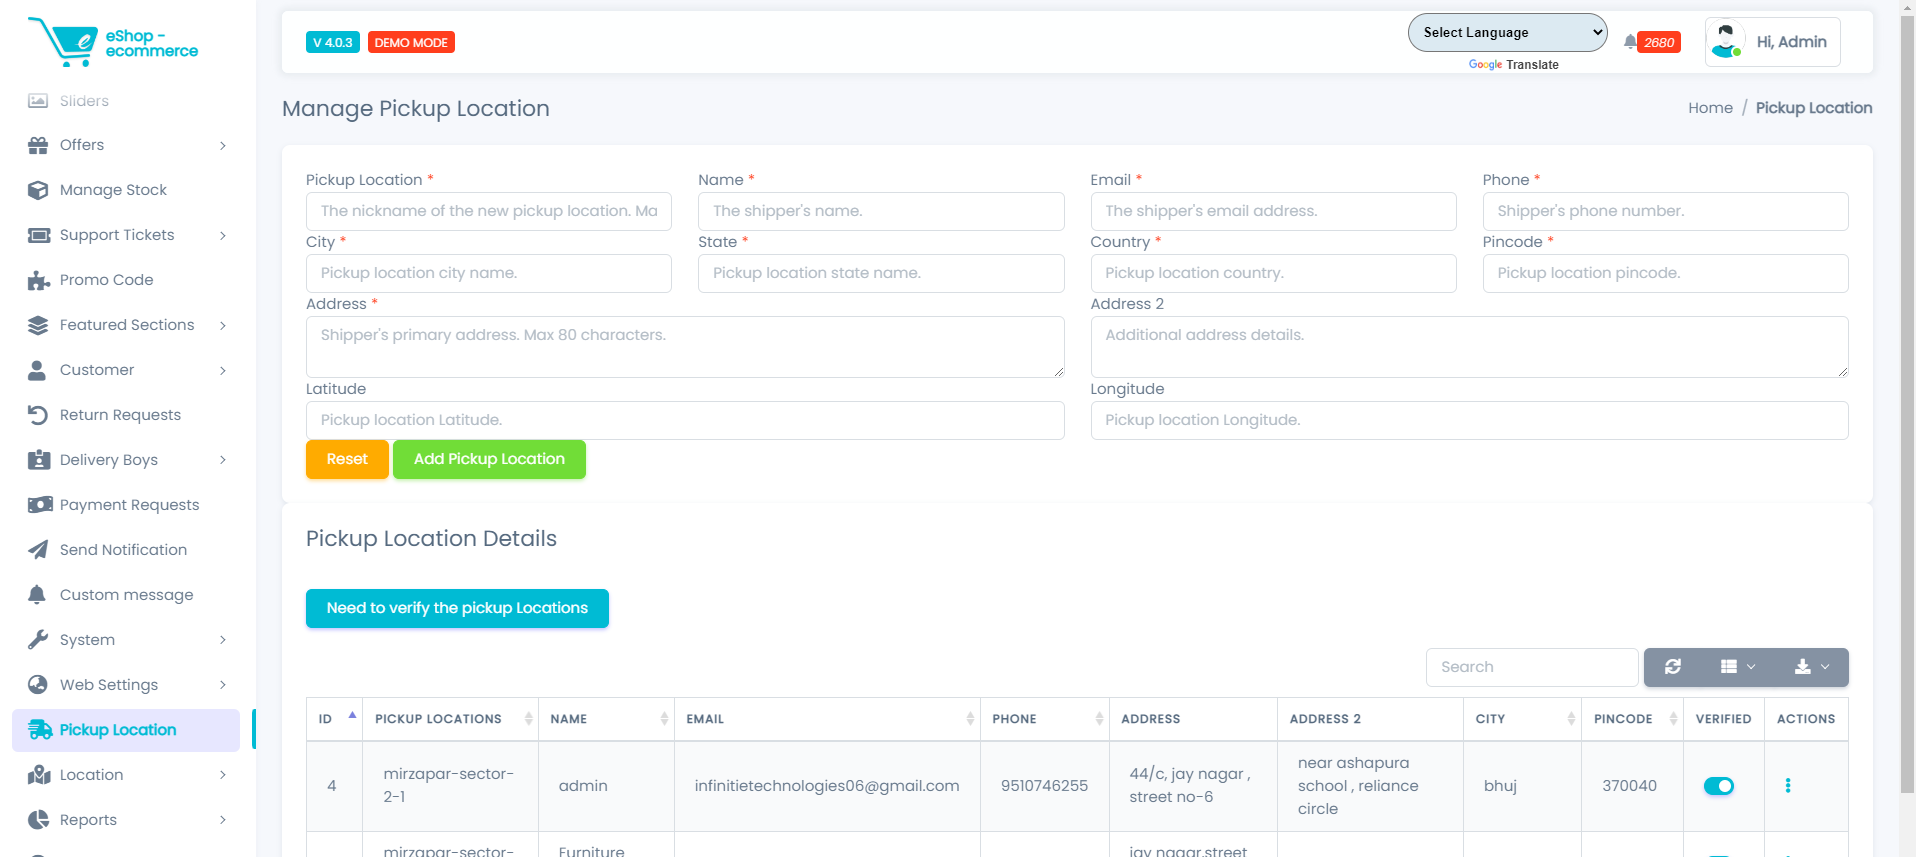 eShop -
ecommerce
V 4.0.3
DEMO MODE
Select Language
Google Translate
2680
Hi, Admin
Sliders
Offers
Manage Stock
Support Tickets
Promo Code
Featured Sections
Customer
Return Requests
Delivery Boys
Payment Requests
Send Notification
Custom message
System
Web Settings
Pickup Location
Location
Reports
Manage Pickup Location
Home / Pickup Location
Pickup Location * Name * Email * Phone *
The nickname of the new pickup location. Ma The shipper's name. The shipper's email address. Shipper's phone number.
City * State * Country * Pincode *
Pickup location city name. Pickup location state name. Pickup location country. Pickup location pincode.
Address * Address 2
Shipper's primary address. Max 80 characters. Additional address details.
Latitude Longitude
Pickup location Latitude. Pickup location Longitude.
Reset Add Pickup Location
Pickup Location Details
Need to verify the pickup Locations
Search
ID PICKUP LOCATIONS NAME EMAIL PHONE ADDRESS ADDRESS 2 CITY PINCODE VERIFIED ACTIONS
4
mirzapar-sector-
2-1
admin
infinitietechnologies06@gmail.com
9510746255
44/c, jay nagar ,
street no-6
near ashapura
school , reliance
circle
bhuj
370040
mirzapar-sector-
Furniture
jay nagar,street